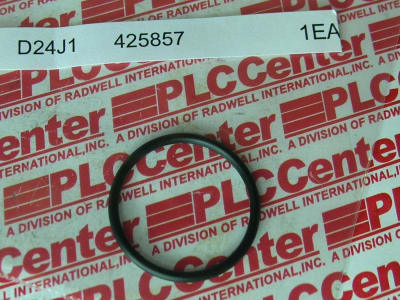 D24J1 425857 1EA
PLCCenter
A DIVISION OF RADWELL INTERNATIONAL, INC.
PLCCenter
A DIVISION OF RADWELL INTERNATIONAL, INC.
PLCCenter
A DIVISION OF RADWELL INTERNATIONAL, INC.
PLCCenter
A DIVISION OF RADWELL INTERNATIONAL, INC.